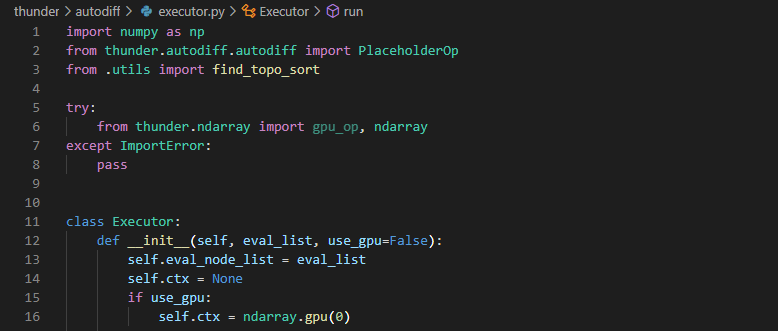 thunder > autodiff > executor.py > Executor > run
1 import numpy as np
2 from thunder.autodiff.autodiff import PlaceholderOp
3 from .utils import find_topo_sort
4
5 try:
6     from thunder.ndarray import gpu_op, ndarray
7 except ImportError:
8     pass
9
10
11 class Executor:
12     def __init__(self, eval_list, use_gpu=False):
13         self.eval_node_list = eval_list
14         self.ctx = None
15         if use_gpu:
16             self.ctx = ndarray.gpu(0)